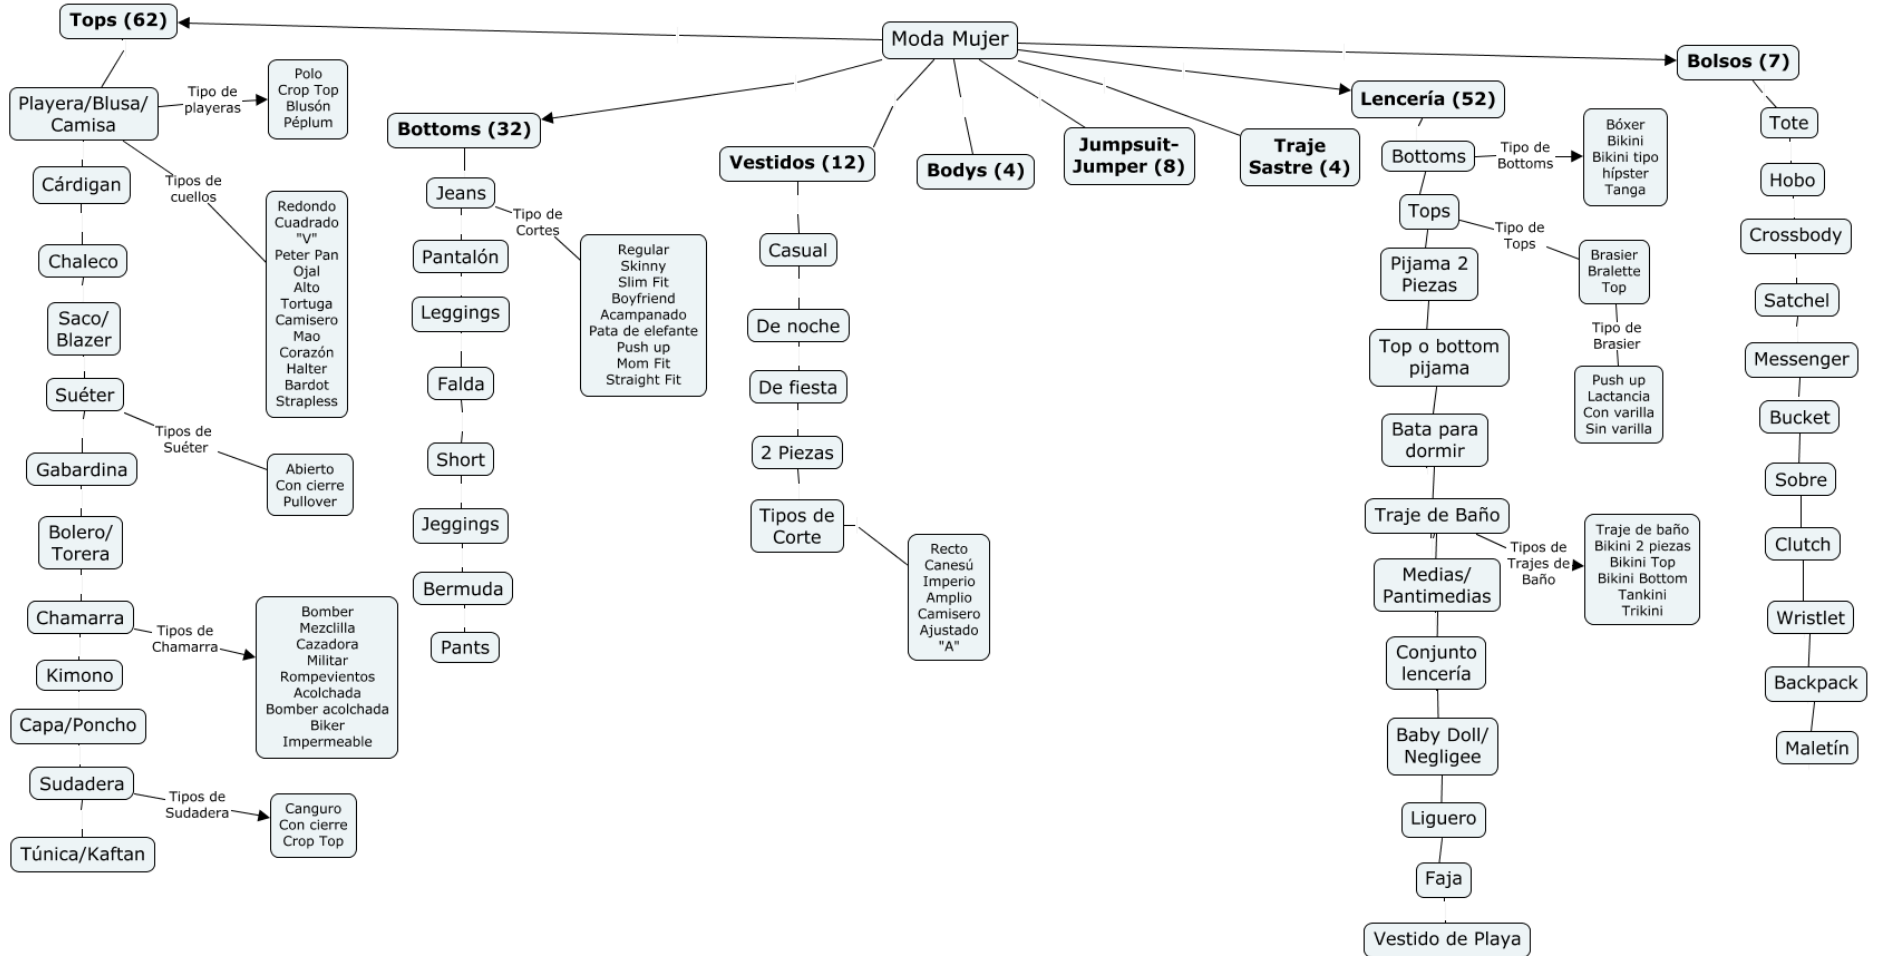 Moda Mujer
Tops (62)
Playera/Blusa/
Camisa
Tipo de
playeras
Polo
Crop Top
Blusón
Péplum
Tipos de
cuellos
Redondo
Cuadrado
"V"
Peter Pan
Ojal
Alto
Tortuga
Camisero
Mao
Corazón
Halter
Bardot
Strapless
Cárdigan
Chaleco
Saco/
Blazer
Suéter
Tipos de
Suéter
Abierto
Con cierre
Pullover
Gabardina
Bolero/
Torera
Chamarra
Tipos de
Chamarra
Bomber
Mezclilla
Cazadora
Militar
Rompevientos
Acolchada
Bomber acolchada
Biker
Impermeable
Kimono
Capa/Poncho
Sudadera
Tipos de
Sudadera
Canguro
Con cierre
Crop Top
Túnica/Kaftan
Bottoms (32)
Jeans
Tipo de
Cortes
Regular
Skinny
Slim Fit
Boyfriend
Acampanado
Pata de elefante
Push up
Mom Fit
Straight Fit
Pantalón
Leggings
Falda
Short
Jeggings
Bermuda
Pants
Vestidos (12)
Casual
De noche
De fiesta
2 Piezas
Tipos de
Corte
Recto
Canesú
Imperio
Amplio
Camisero
Ajustado
"A"
Bodys (4)
Jumpsuit-
Jumper (8)
Traje
Sastre (4)
Lencería (52)
Bottoms
Tipo de
Bottoms
Bóxer
Bikini
Bikini tipo
hípster
Tanga
Tops
Tipo de
Tops
Brasier
Bralette
Top
Tipo de
Brasier
Push up
Lactancia
Con varilla
Sin varilla
Pijama 2
Piezas
Top o bottom
pijama
Bata para
dormir
Traje de Baño
Tipos de
Trajes de
Baño
Traje de baño
Bikini 2 piezas
Bikini Top
Bikini Bottom
Tankini
Trikini
Medias/
Pantimedias
Conjunto
lencería
Baby Doll/
Negligee
Liguero
Faja
Vestido de Playa
Bolsos (7)
Tote
Hobo
Crossbody
Satchel
Messenger
Bucket
Sobre
Clutch
Wristlet
Backpack
Maletín